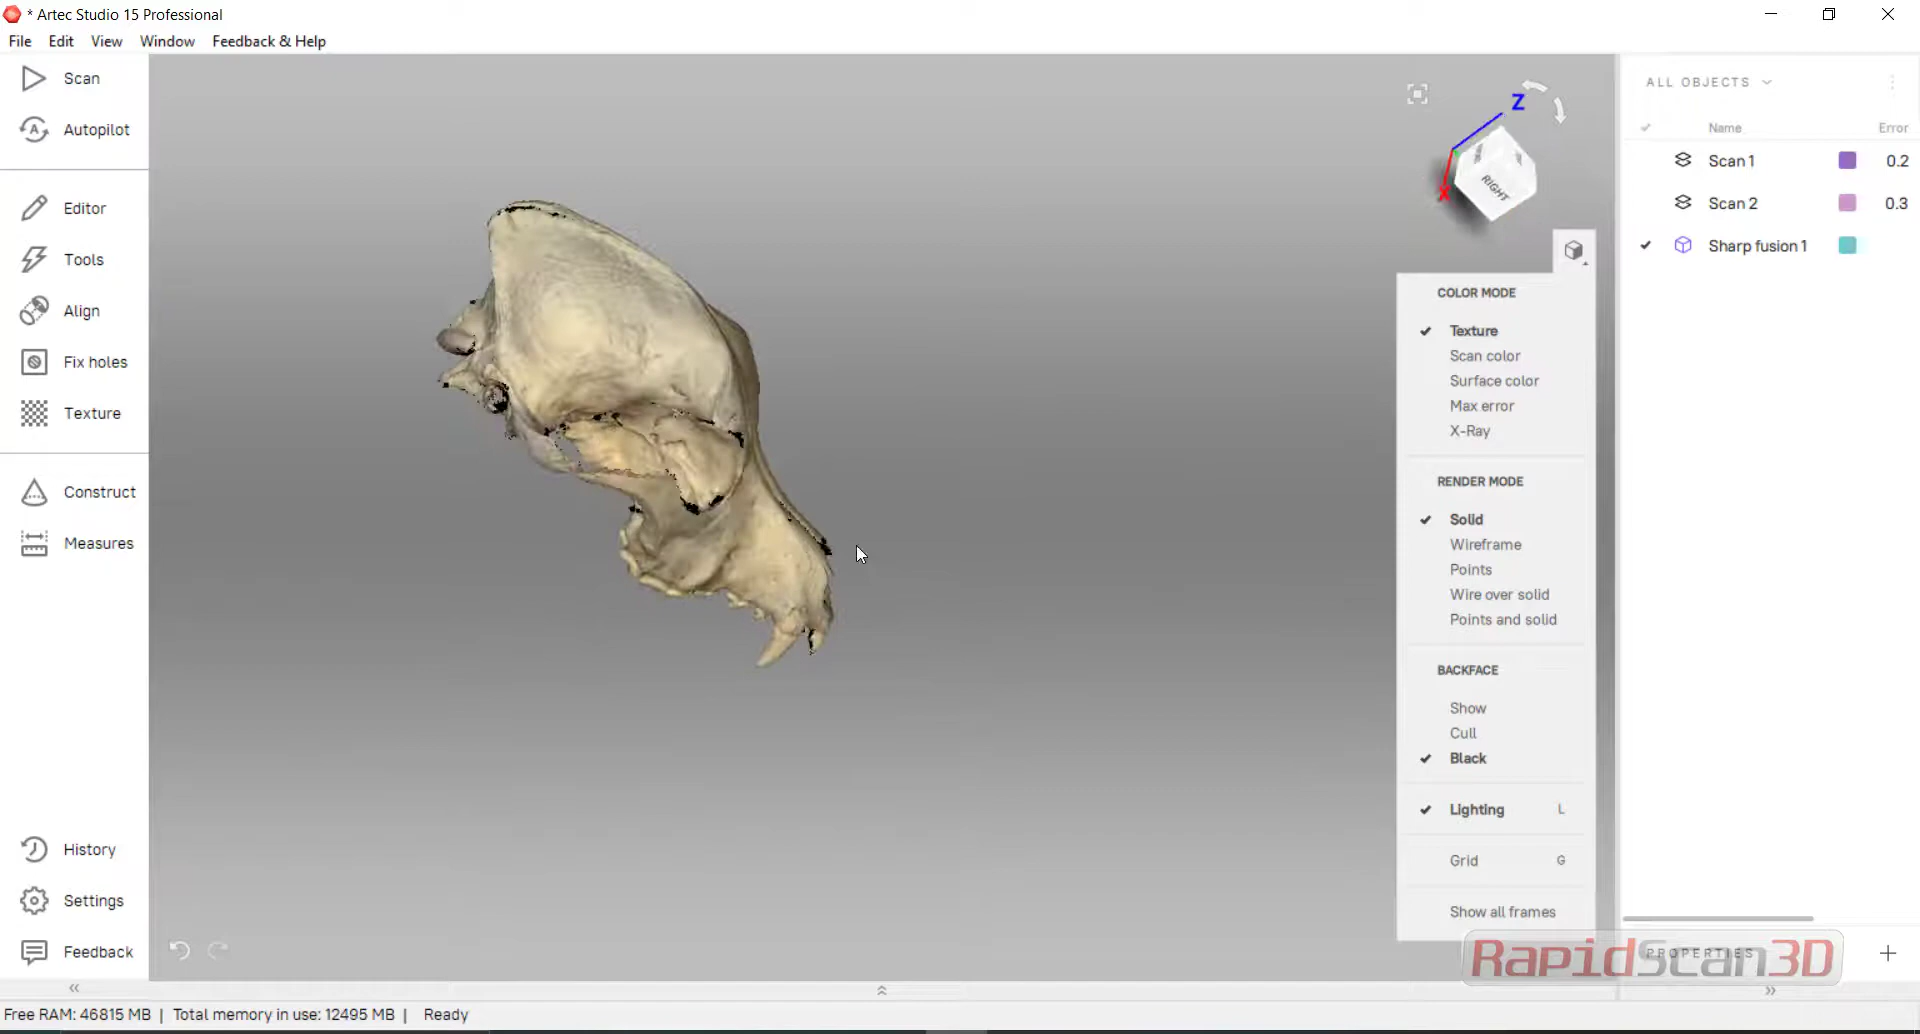 * Artec Studio 15 Professional
File Edit View Window Feedback & Help
Scan
Autopilot
Editor
Tools
Align
Fix holes
Texture
Construct
Measures
History
Settings
Feedback
Z
X
RIGHT
COLOR MODE
Texture
Scan color
Surface color
Max error
X-Ray
RENDER MODE
Solid
Wireframe
Points
Wire over solid
Points and solid
BACKFACE
Show
Cull
Black
Lighting L
Grid G
Show all frames
ALL OBJECTS
Name Error
Scan 1 0.2
Scan 2 0.3
Sharp fusion 1
PROPERTIES
RapidScan3D
Free RAM: 46815 MB | Total memory in use: 12495 MB | Ready